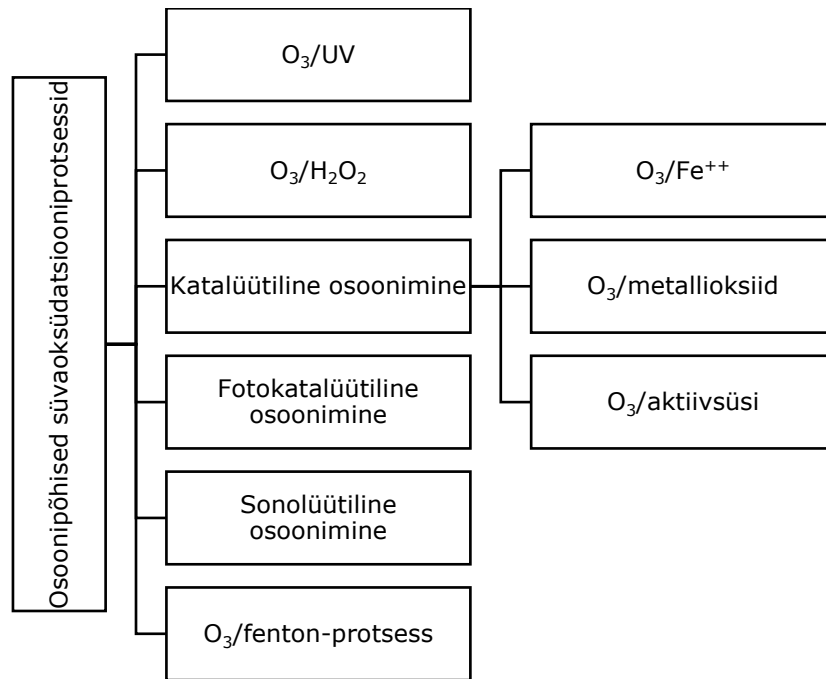 Osoonipõhised süvaoksüdatsiooniprotsessid
O₃/UV
O₃/H₂O₂
Katalüütiline osoonimine
Fotokatalüütiline
osoonimine
Sonolüütiline
osoonimine
O₃/fenton-protsess
O₃/Fe⁺⁺
O₃/metallioksiid
O₃/aktiivsüsi